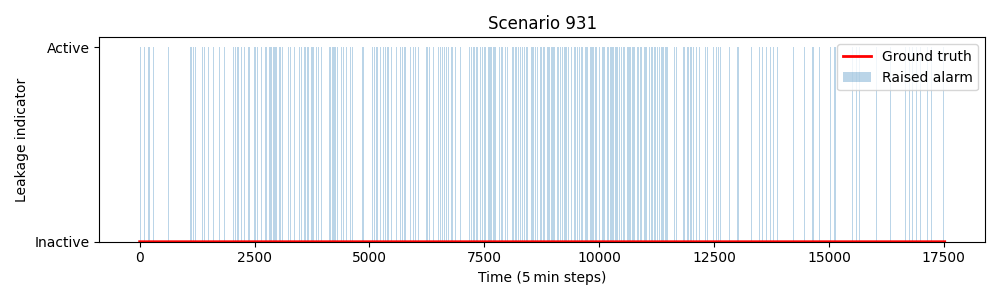 Scenario 931
Active
Inactive
Leakage indicator
Ground truth
Raised alarm
0 2500 5000 7500 10000 12500 15000 17500
Time (5 min steps)